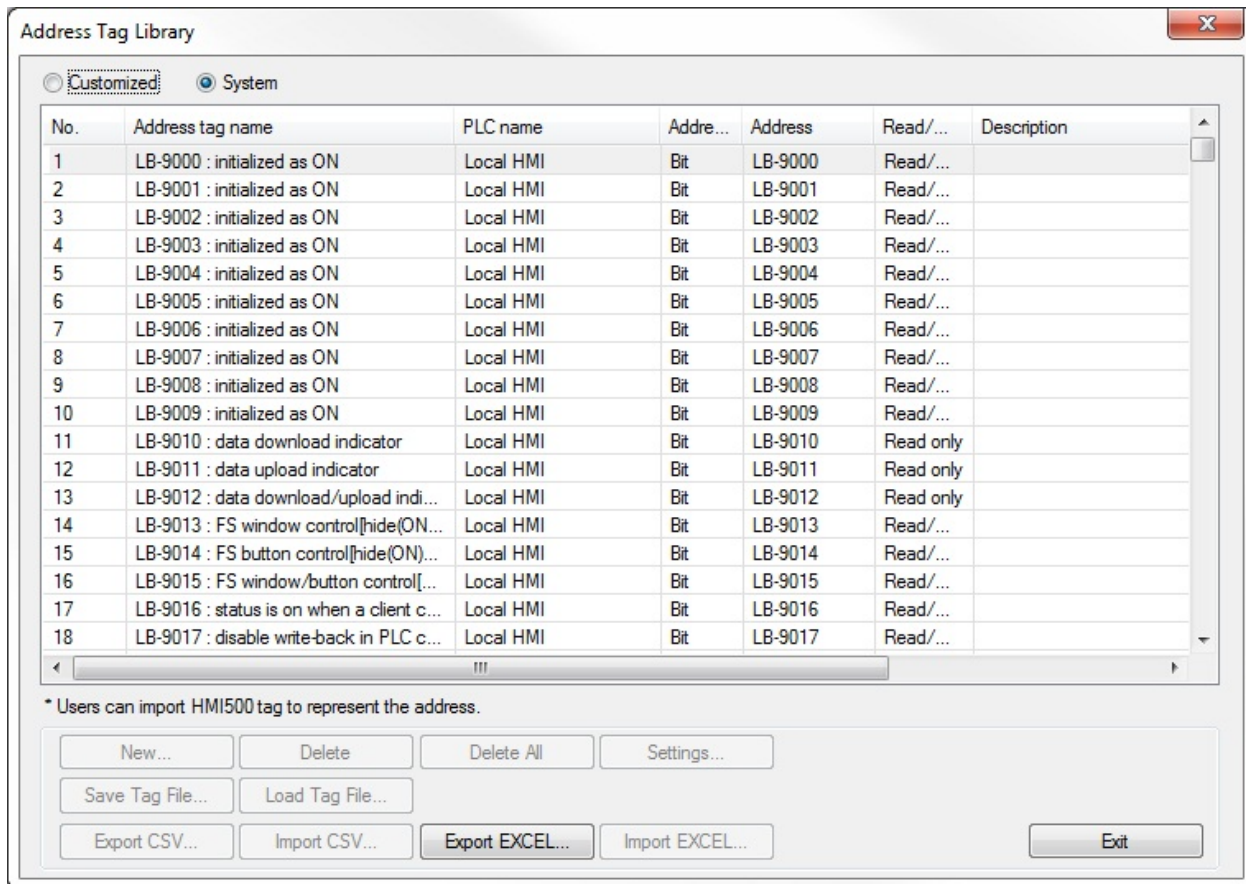 Address Tag Library
Customized System
No. Address tag name PLC name Addre... Address Read/... Description
1 LB-9000 : initialized as ON Local HMI Bit LB-9000 Read/...
2 LB-9001 : initialized as ON Local HMI Bit LB-9001 Read/...
3 LB-9002 : initialized as ON Local HMI Bit LB-9002 Read/...
4 LB-9003 : initialized as ON Local HMI Bit LB-9003 Read/...
5 LB-9004 : initialized as ON Local HMI Bit LB-9004 Read/...
6 LB-9005 : initialized as ON Local HMI Bit LB-9005 Read/...
7 LB-9006 : initialized as ON Local HMI Bit LB-9006 Read/...
8 LB-9007 : initialized as ON Local HMI Bit LB-9007 Read/...
9 LB-9008 : initialized as ON Local HMI Bit LB-9008 Read/...
10 LB-9009 : initialized as ON Local HMI Bit LB-9009 Read/...
11 LB-9010 : data download indicator Local HMI Bit LB-9010 Read only
12 LB-9011 : data upload indicator Local HMI Bit LB-9011 Read only
13 LB-9012 : data download/upload indi... Local HMI Bit LB-9012 Read only
14 LB-9013 : FS window control[hide(ON... Local HMI Bit LB-9013 Read/...
15 LB-9014 : FS button control[hide(ON)... Local HMI Bit LB-9014 Read/...
16 LB-9015 : FS window/button control[... Local HMI Bit LB-9015 Read/...
17 LB-9016 : status is on when a client c... Local HMI Bit LB-9016 Read/...
18 LB-9017 : disable write-back in PLC c... Local HMI Bit LB-9017 Read/...
* Users can import HMI500 tag to represent the address.
New... Delete Delete All Settings...
Save Tag File... Load Tag File...
Export CSV... Import CSV... Export EXCEL... Import EXCEL... Exit